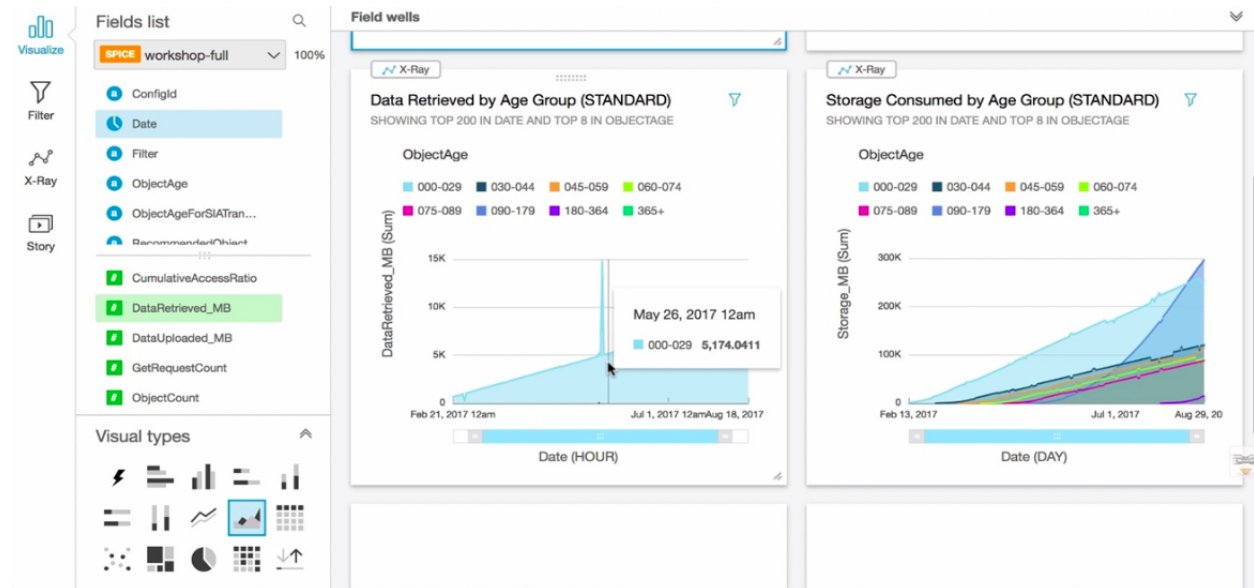 Visualize
Filter
X-Ray
Story
Fields list
SPICE workshop-full 100%
ConfigId
Date
Filter
ObjectAge
ObjectAgeForSIATran...
RecommendedObject
CumulativeAccessRatio
DataRetrieved_MB
DataUploaded_MB
GetRequestCount
ObjectCount
Visual types
Field wells
X-Ray
Data Retrieved by Age Group (STANDARD)
SHOWING TOP 200 IN DATE AND TOP 8 IN OBJECTAGE
ObjectAge
000-029 030-044 045-059 060-074
075-089 090-179 180-364 365+
DataRetrieved_MB (Sum)
15K
10K
5K
0
May 26, 2017 12am
000-029 5,174.0411
Feb 21, 2017 12am Jul 1, 2017 12amAug 18, 2017
Date (HOUR)
X-Ray
Storage Consumed by Age Group (STANDARD)
SHOWING TOP 200 IN DATE AND TOP 8 IN OBJECTAGE
ObjectAge
000-029 030-044 045-059 060-074
075-089 090-179 180-364 365+
Storage_MB (Sum)
300K
200K
100K
0
Feb 13, 2017 Jul 1, 2017 Aug 29, 20
Date (DAY)